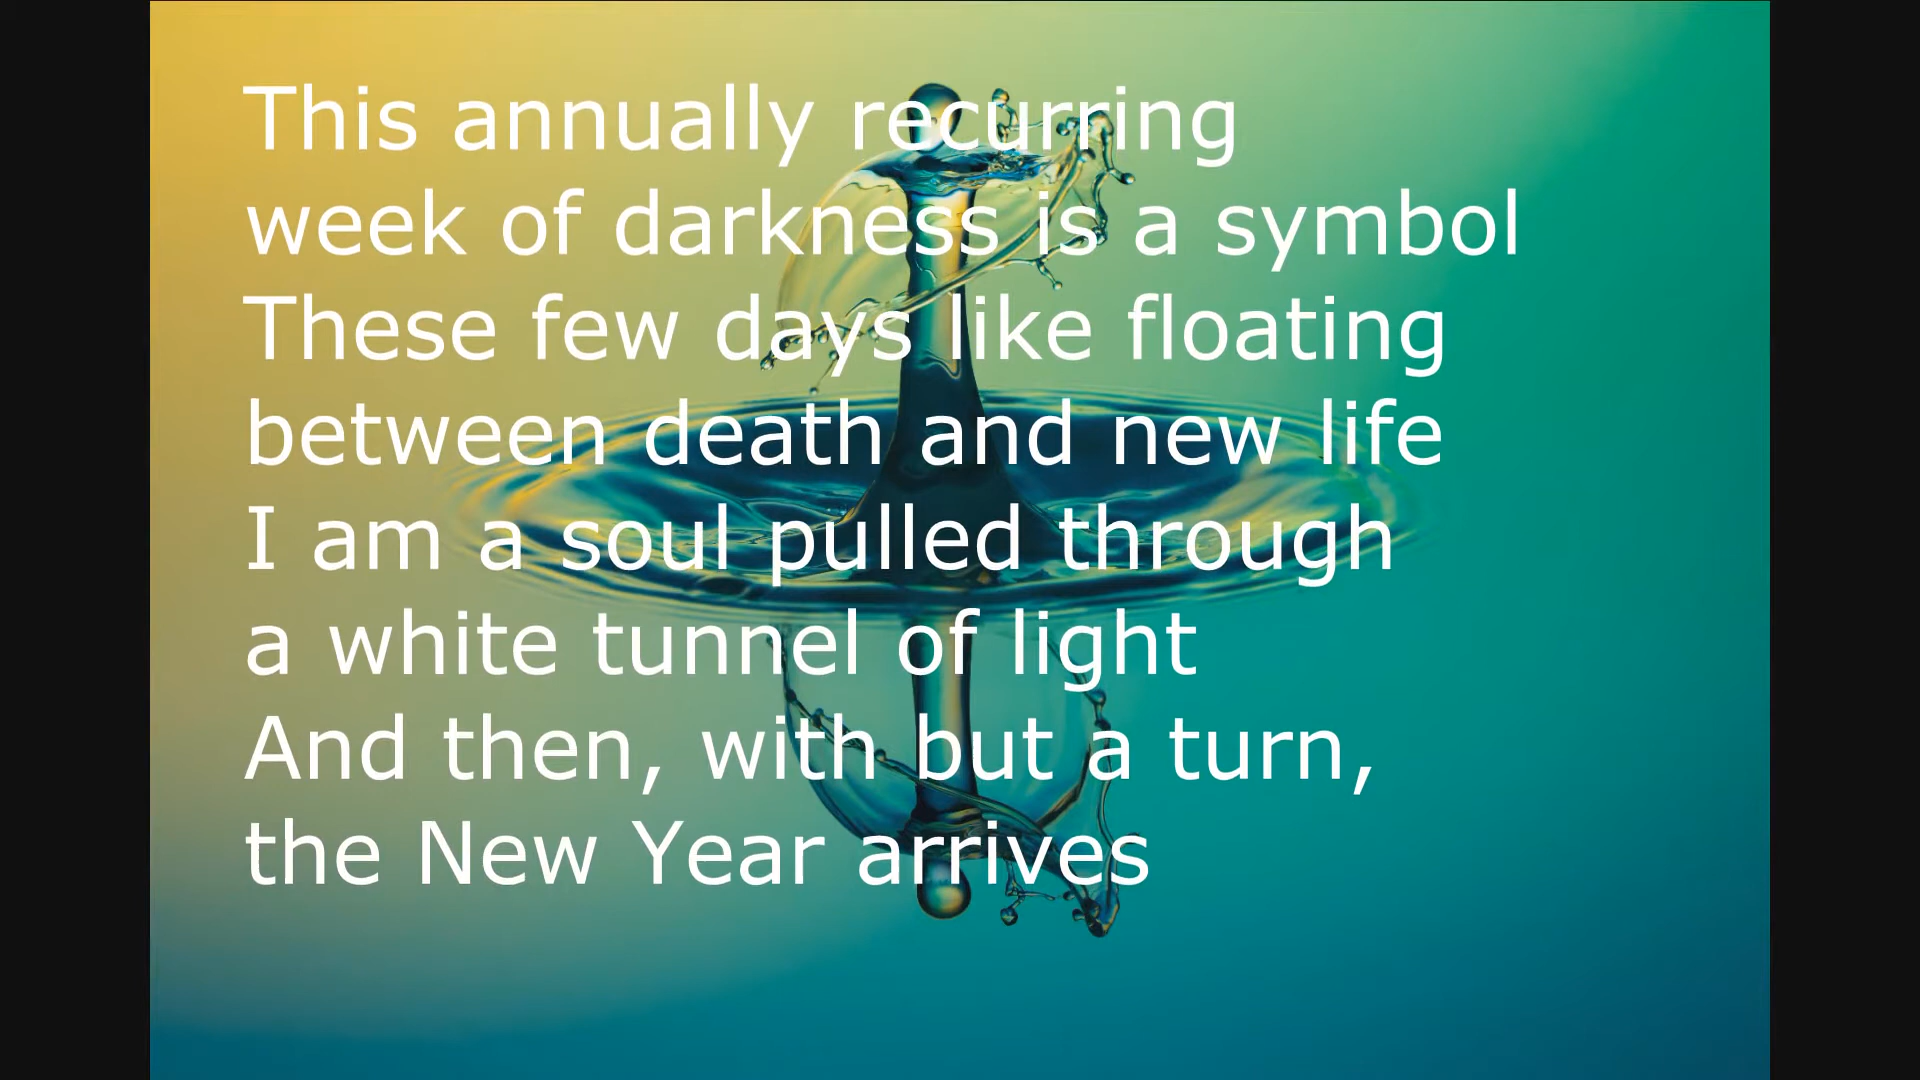 This annually recurring
week of darkness is a symbol
These few days like floating
between death and new life
I am a soul pulled through
a white tunnel of light
And then, with but a turn,
the New Year arrives